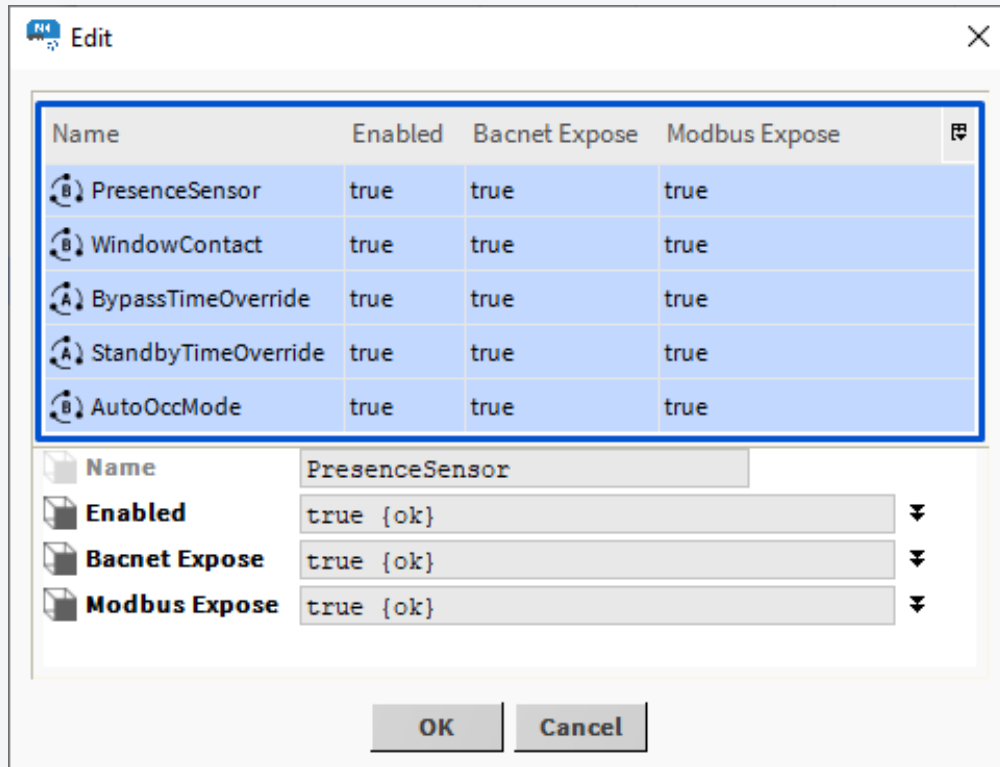 N4 Edit
Name Enabled Bacnet Expose Modbus Expose
B PresenceSensor true true true
B WindowContact true true true
A BypassTimeOverride true true true
A StandbyTimeOverride true true true
B AutoOccMode true true true
Name PresenceSensor
Enabled true {ok}
Bacnet Expose true {ok}
Modbus Expose true {ok}
OK Cancel